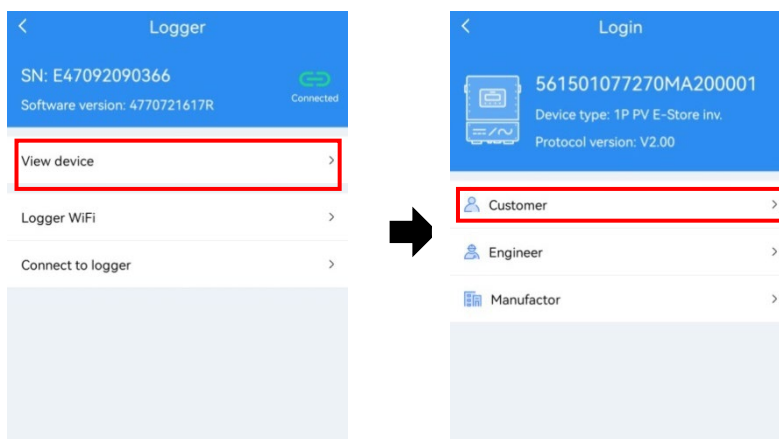 Logger
SN: E47092090366
Software version: 4770721617R
Connected
View device
Logger WiFi
Connect to logger
Login
561501077270MA200001
Device type: 1P PV E-Store inv.
Protocol version: V2.00
Customer
Engineer
Manufactor